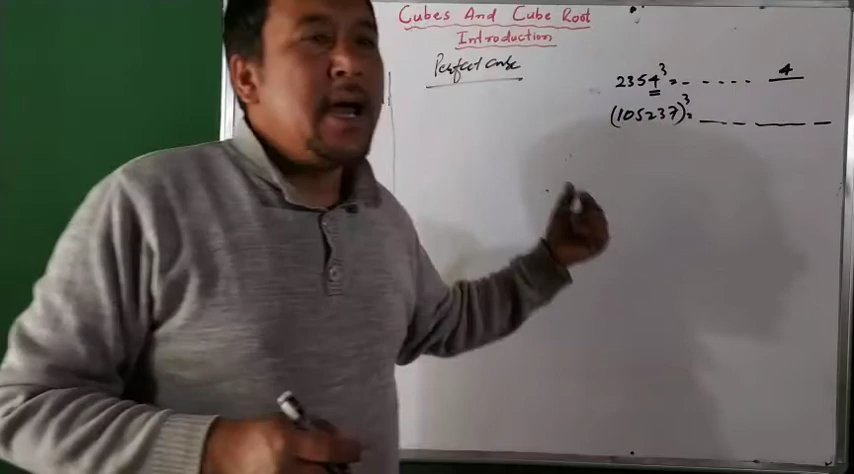 Cubes And Cube Root
Introduction
Perfect cube
2354³ = - - - - - - 4
(105237)³ = _ _ _ _ _